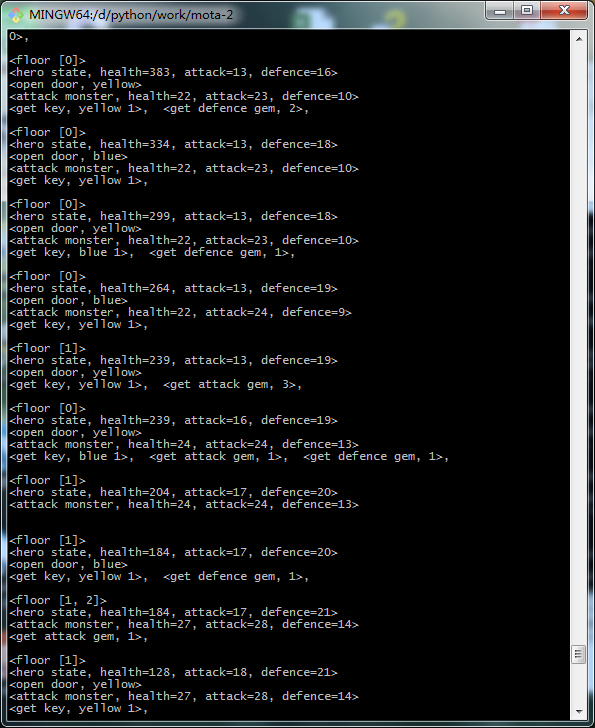 MINGW64:/d/python/work/mota-2
0>,
<floor [0]>
<hero state, health=383, attack=13, defence=16>
<open door, yellow>
<attack monster, health=22, attack=23, defence=10>
<get key, yellow 1>,  <get defence gem, 2>,
<floor [0]>
<hero state, health=334, attack=13, defence=18>
<open door, blue>
<attack monster, health=22, attack=23, defence=10>
<get key, yellow 1>,
<floor [0]>
<hero state, health=299, attack=13, defence=18>
<open door, yellow>
<attack monster, health=22, attack=23, defence=10>
<get key, blue 1>,  <get defence gem, 1>,
<floor [0]>
<hero state, health=264, attack=13, defence=19>
<open door, blue>
<attack monster, health=22, attack=24, defence=9>
<get key, yellow 1>,
<floor [1]>
<hero state, health=239, attack=13, defence=19>
<open door, yellow>
<get key, yellow 1>,  <get attack gem, 3>,
<floor [0]>
<hero state, health=239, attack=16, defence=19>
<open door, yellow>
<attack monster, health=24, attack=24, defence=13>
<get key, blue 1>,  <get attack gem, 1>,  <get defence gem, 1>,
<floor [1]>
<hero state, health=204, attack=17, defence=20>
<attack monster, health=24, attack=24, defence=13>
<floor [1]>
<hero state, health=184, attack=17, defence=20>
<open door, blue>
<get key, yellow 1>,  <get defence gem, 1>,
<floor [1, 2]>
<hero state, health=184, attack=17, defence=21>
<attack monster, health=27, attack=28, defence=14>
<get attack gem, 1>,
<floor [1]>
<hero state, health=128, attack=18, defence=21>
<open door, yellow>
<attack monster, health=27, attack=28, defence=14>
<get key, yellow 1>,